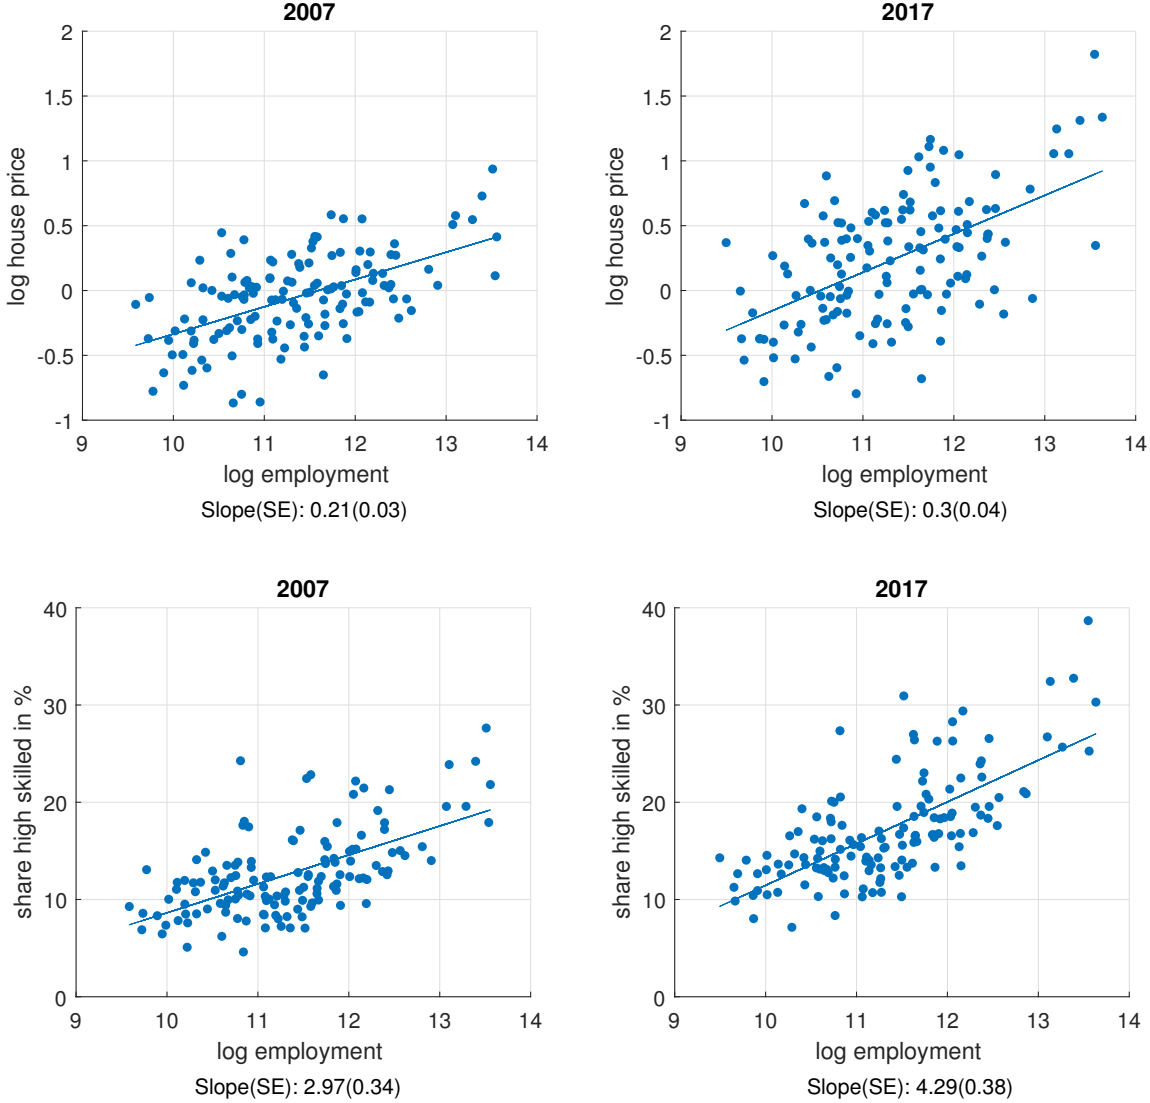 2007
2
1.5
1
0.5
0
-0.5
-1
9 10 11 12 13 14
log house price
log employment
Slope(SE): 0.21(0.03)
2017
2
1.5
1
0.5
0
-0.5
-1
9 10 11 12 13 14
log house price
log employment
Slope(SE): 0.3(0.04)
2007
40
30
20
10
0
9 10 11 12 13 14
share high skilled in %
log employment
Slope(SE): 2.97(0.34)
2017
40
30
20
10
0
9 10 11 12 13 14
share high skilled in %
log employment
Slope(SE): 4.29(0.38)